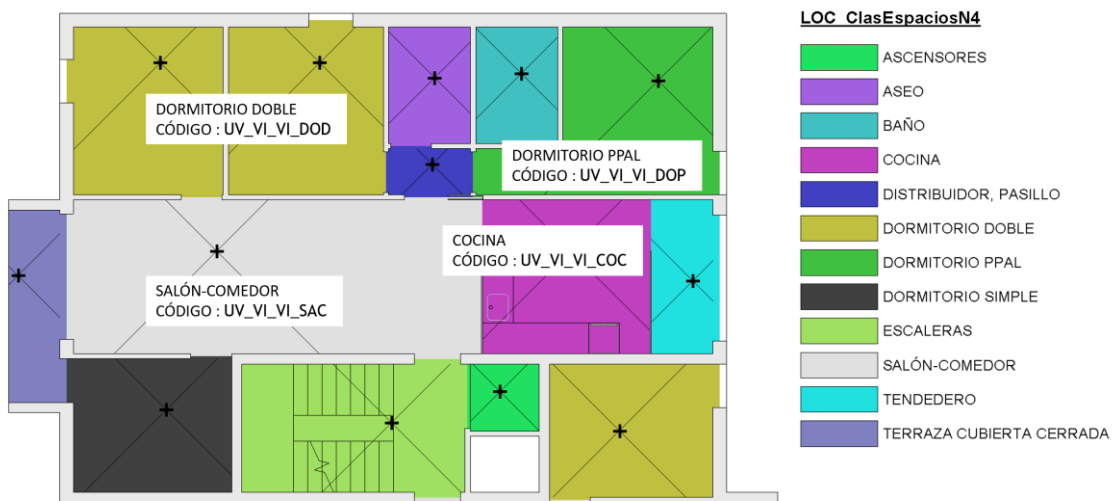 DORMITORIO DOBLE
CÓDIGO : UV_VI_VI_DOD
DORMITORIO PPAL
CÓDIGO : UV_VI_VI_DOP
COCINA
CÓDIGO : UV_VI_VI_COC
SALÓN-COMEDOR
CÓDIGO : UV_VI_VI_SAC
LOC_ClasEspaciosN4
ASCENSORES
ASEO
BAÑO
COCINA
DISTRIBUIDOR, PASILLO
DORMITORIO DOBLE
DORMITORIO PPAL
DORMITORIO SIMPLE
ESCALERAS
SALÓN-COMEDOR
TENDEDERO
TERRAZA CUBIERTA CERRADA